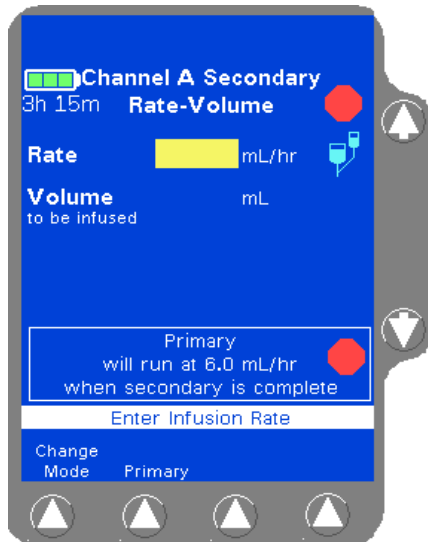 Channel A Secondary
3h 15m Rate-Volume
Rate mL/hr
Volume mL
to be infused
Primary
will run at 6.0 mL/hr
when secondary is complete
Enter Infusion Rate
Change
Mode Primary